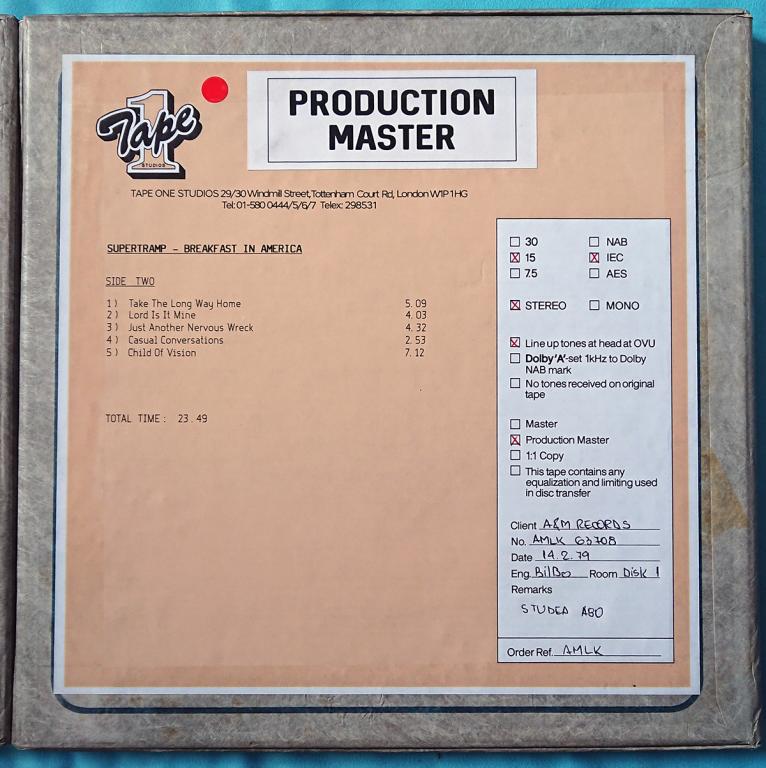 1
Tape
STUDIOS
PRODUCTION
MASTER
TAPE ONE STUDIOS 29/30 Windmill Street, Tottenham Court Rd, London W1P 1HG
Tel: 01-580 0444/5/6/7 Telex: 298531
SUPERTRAMP - BREAKFAST IN AMERICA
SIDE TWO
1) Take The Long Way Home 5.09
2) Lord Is It Mine 4.03
3) Just Another Nervous Wreck 4.32
4) Casual Conversations 2.53
5) Child Of Vision 7.12
TOTAL TIME: 23.49
30 NAB
15 IEC
7.5 AES
STEREO MONO
Line up tones at head at OVU
Dolby 'A'-set 1kHz to Dolby
NAB mark
No tones received on original
tape
Master
Production Master
1:1 Copy
This tape contains any
equalization and limiting used
in disc transfer
Client A&M RECORDS
No. AMLK 63708
Date 14.2.79
Eng. BilBo Room Disk 1
Remarks
STUDER A80
Order Ref. AMLK